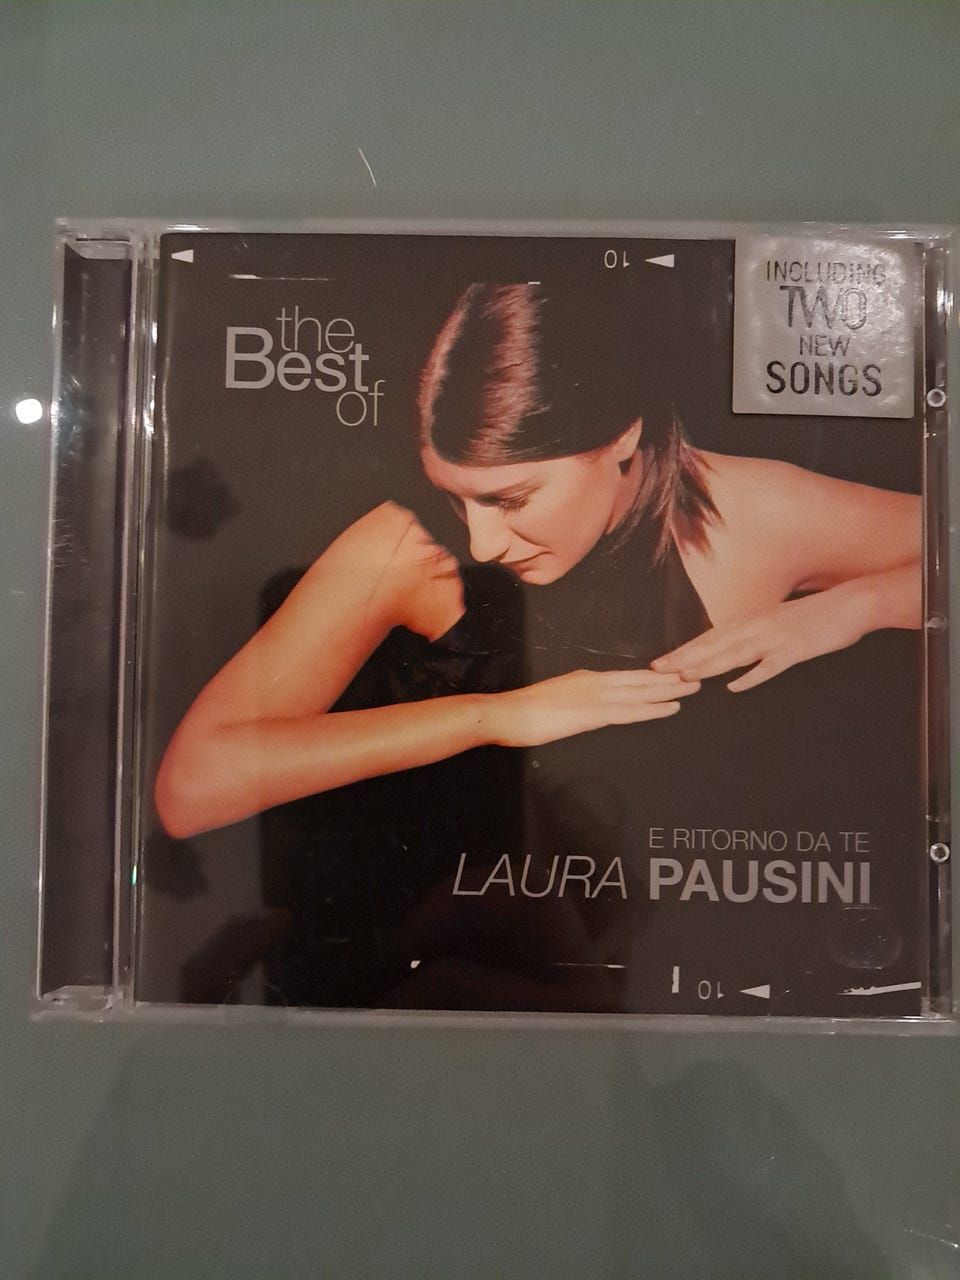 10
INCLUDING
TWO
NEW
SONGS
the
Best
of
E RITORNO DA TE
LAURA PAUSINI
10